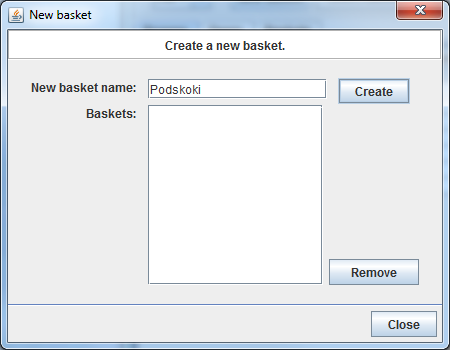 New basket
Create a new basket.
New basket name: Podskoki Create
Baskets:
Remove
Close